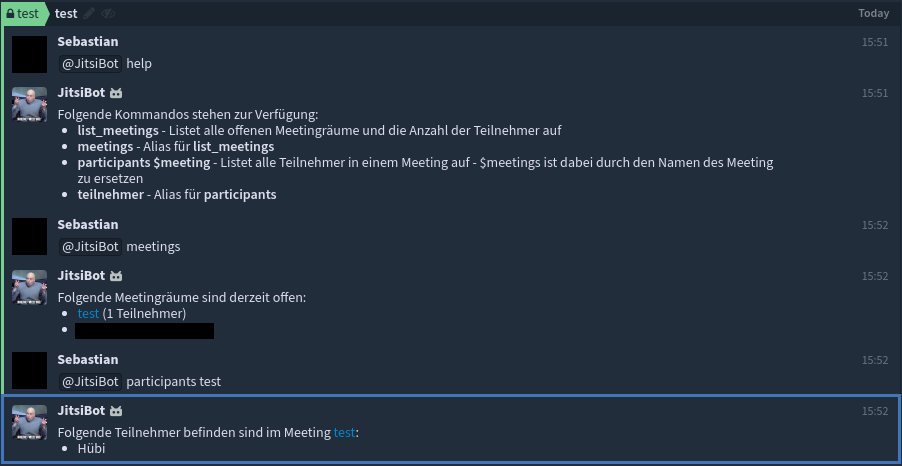 test test Today
Sebastian 15:51
@JitsiBot help
JitsiBot 15:51
Folgende Kommandos stehen zur Verfügung:
• list_meetings - Listet alle offenen Meetingräume und die Anzahl der Teilnehmer auf
• meetings - Alias für list_meetings
• participants $meeting - Listet alle Teilnehmer in einem Meeting auf - $meetings ist dabei durch den Namen des Meeting
zu ersetzen
• teilnehmer - Alias für participants
Sebastian 15:52
@JitsiBot meetings
JitsiBot 15:52
Folgende Meetingräume sind derzeit offen:
• test (1 Teilnehmer)
•
Sebastian 15:52
@JitsiBot participants test
JitsiBot 15:52
Folgende Teilnehmer befinden sind im Meeting test:
• Hübi